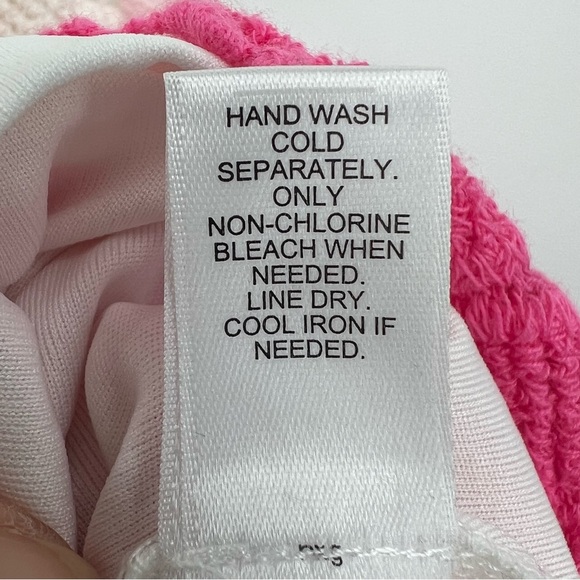 HAND WASH
COLD
SEPARATELY.
ONLY
NON-CHLORINE
BLEACH WHEN
NEEDED.
LINE DRY.
COOL IRON IF
NEEDED.